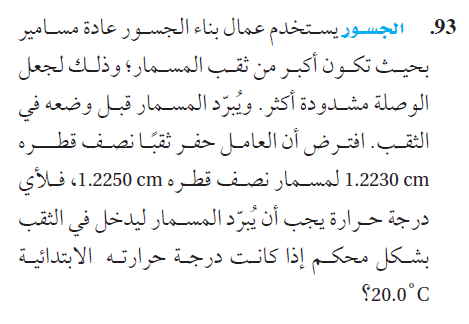 93. الجسور يستخدم عمال بناء الجسور عادة مسامير
بحيث تكون أكبر من ثقب المسمار؛ وذلك لجعل
الوصلة مشدودة أكثر. ويُبرّد المسمار قبل وضعه في
الثقب. افترض أن العامل حفر ثقبًا نصف قطره
1.2230 cm لمسمار نصف قطره 1.2250 cm، فلأي
درجة حرارة يجب أن يُبرّد المسمار ليدخل في الثقب
بشكل محكم إذا كانت درجة حرارته الابتدائية
20.0°C؟